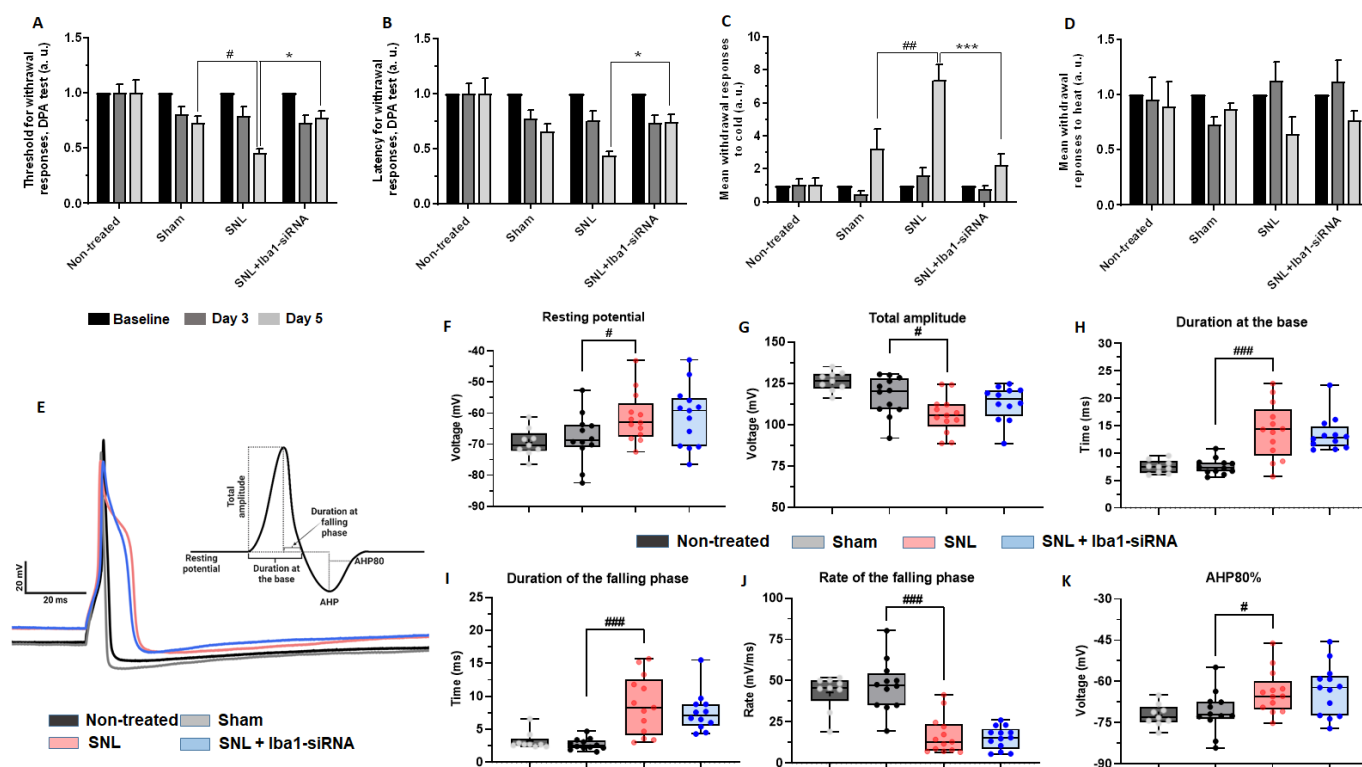 A
Threshold for withdrawal
responses, DPA test (a. u.)
1.5
1.0
0.5
0.0
#
*
Non-treated
Sham
SNL
SNL+Iba1-siRNA
B
Latency for withdrawal
responses, DPA test (a. u.)
1.5
1.0
0.5
0.0
*
Non-treated
Sham
SNL
SNL+Iba1-siRNA
C
Mean withdrawal responses
to cold (a. u.)
10
8
6
4
2
0
##
***
Non-treated
Sham
SNL
SNL+Iba1-siRNA
D
Mean withdrawal
reponses to heat (a. u.)
1.5
1.0
0.5
0.0
Non-treated
Sham
SNL
SNL+Iba1-siRNA
Baseline
Day 3
Day 5
E
20 mV
20 ms
Total
amplitude
Duration at
falling
phase
Resting
potential
Duration at
the base
AHP80
AHP
Non-treated
Sham
SNL
SNL + Iba1-siRNA
F
Resting potential
#
Voltage (mV)
-40
-50
-60
-70
-80
-90
G
Total amplitude
#
Voltage (mV)
150
125
100
75
50
H
Duration at the base
###
Time (ms)
30
25
20
15
10
5
0
Non-treated
Sham
SNL
SNL + Iba1-siRNA
I
Duration of the falling phase
###
Time (ms)
25
20
15
10
5
0
J
Rate of the falling phase
###
Rate (mV/ms)
100
75
50
25
0
K
AHP80%
#
Voltage (mV)
-30
-45
-60
-75
-90